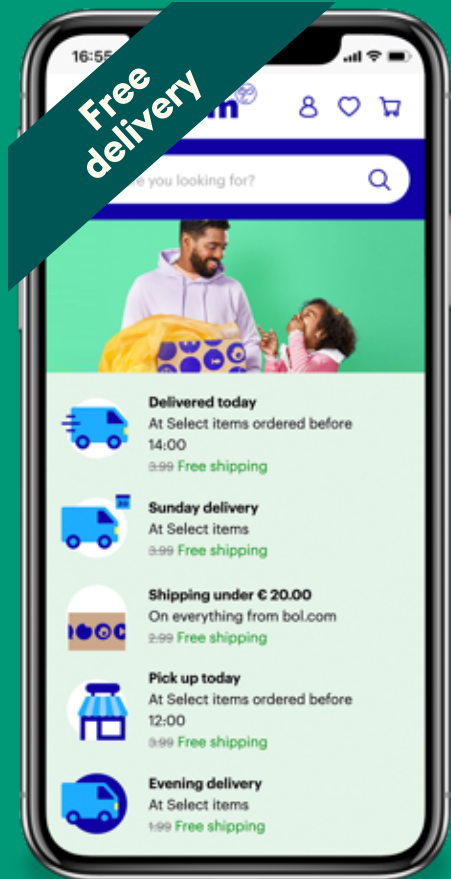 16:55
Free
delivery
m
e you looking for?
Delivered today
At Select items ordered before
14:00
3.99 Free shipping
Sunday delivery
At Select items
3.99 Free shipping
Shipping under € 20.00
On everything from bol.com
2.99 Free shipping
Pick up today
At Select items ordered before
12:00
3.99 Free shipping
Evening delivery
At Select items
1.99 Free shipping